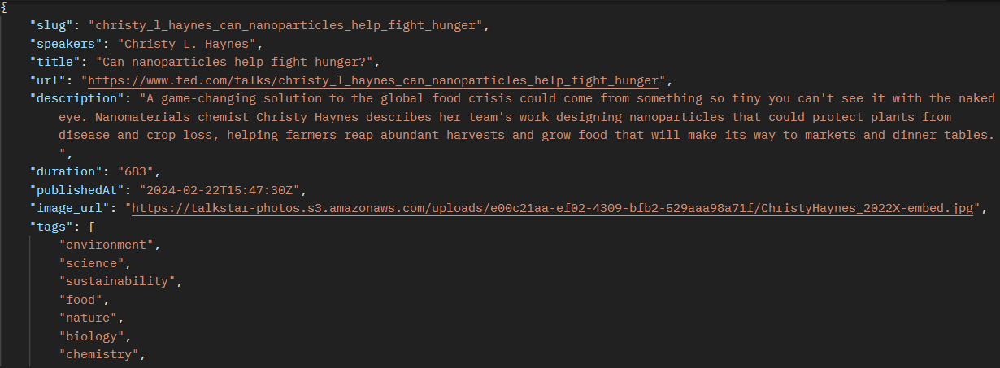 {
"slug": "christy_l_haynes_can_nanoparticles_help_fight_hunger",
"speakers": "Christy L. Haynes",
"title": "Can nanoparticles help fight hunger?",
"url": "https://www.ted.com/talks/christy_l_haynes_can_nanoparticles_help_fight_hunger",
"description": "A game-changing solution to the global food crisis could come from something so tiny you can't see it with the naked
eye. Nanomaterials chemist Christy Haynes describes her team's work designing nanoparticles that could protect plants from
disease and crop loss, helping farmers reap abundant harvests and grow food that will make its way to markets and dinner tables.
",
"duration": "683",
"publishedAt": "2024-02-22T15:47:30Z",
"image_url": "https://talkstar-photos.s3.amazonaws.com/uploads/e00c21aa-ef02-4309-bfb2-529aaa98a71f/ChristyHaynes_2022X-embed.jpg",
"tags": [
"environment",
"science",
"sustainability",
"food",
"nature",
"biology",
"chemistry",